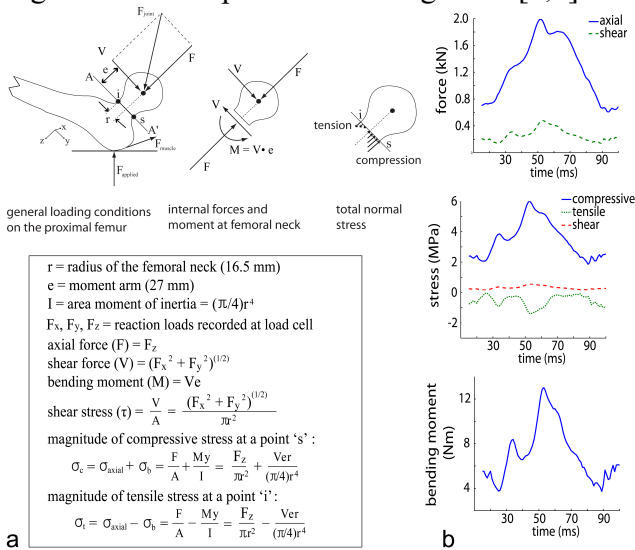 F_joint
V
F
A
e
i
r
s
A'
x
z
y
F_muscle
F_applied
V
F
F
M = V• e
i
tension
s
compression
general loading conditions
on the proximal femur
internal forces and
moment at femoral neck
total normal
stress
r = radius of the femoral neck (16.5 mm)
e = moment arm (27 mm)
I = area moment of inertia = (π/4)r⁴
Fx, Fy, Fz = reaction loads recorded at load cell
axial force (F) = Fz
shear force (V) = (Fx² + Fy²)^(1/2)
bending moment (M) = Ve
shear stress (τ) = V/A = (Fx² + Fy²)^(1/2)/πr²
magnitude of compressive stress at a point 's' :
σc = σaxial + σb = F/A + My/I = Fz/πr² + Ver/(π/4)r⁴
magnitude of tensile stress at a point 'i':
σt = σaxial − σb = F/A − My/I = Fz/πr² − Ver/(π/4)r⁴
a
axial
shear
force (kN)
2.0
1.6
1.2
0.8
0.4
30 50 70 90
time (ms)
compressive
tensile
shear
stress (MPa)
6
4
2
0
-2
30 50 70 90
time (ms)
bending moment
(Nm)
12
8
4
30 50 70 90
time (ms)
b